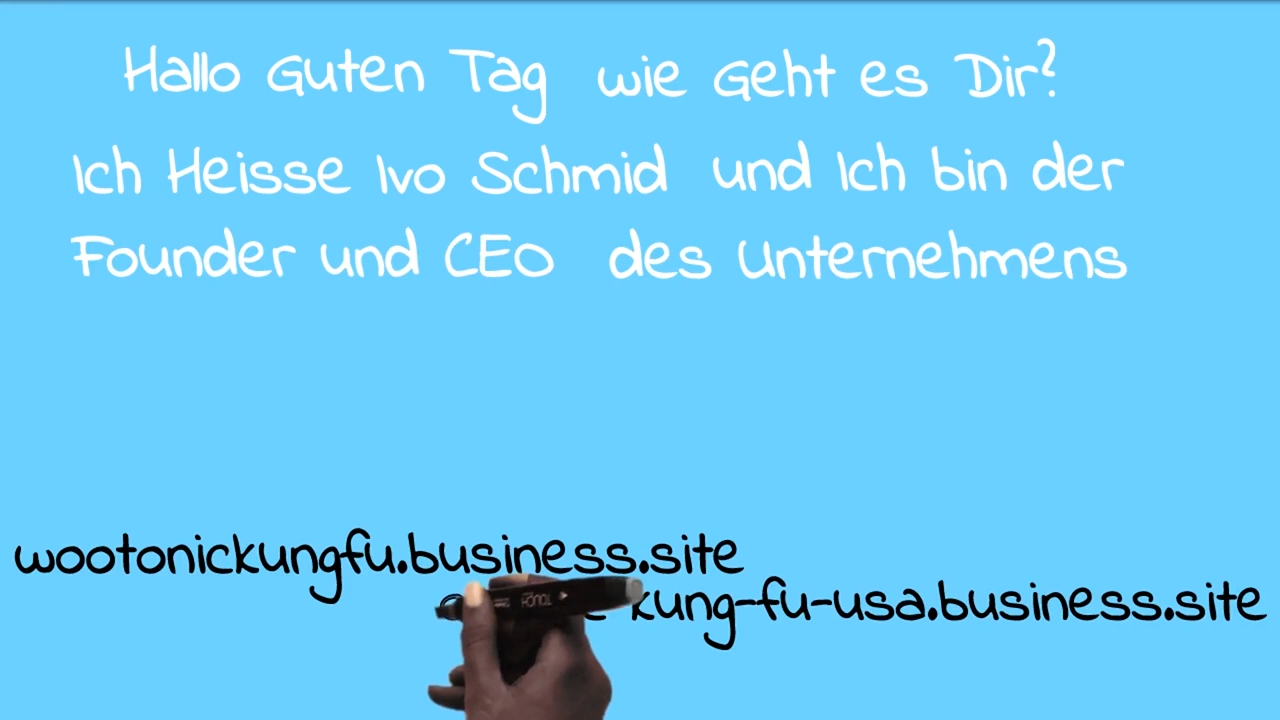 Hallo Guten Tag wie Geht es Dir?
Ich Heisse Ivo Schmid und Ich bin der
Founder und CEO des Unternehmens
wootonickungfu.business.site
kung-fu-usa.business.site
TOUCH